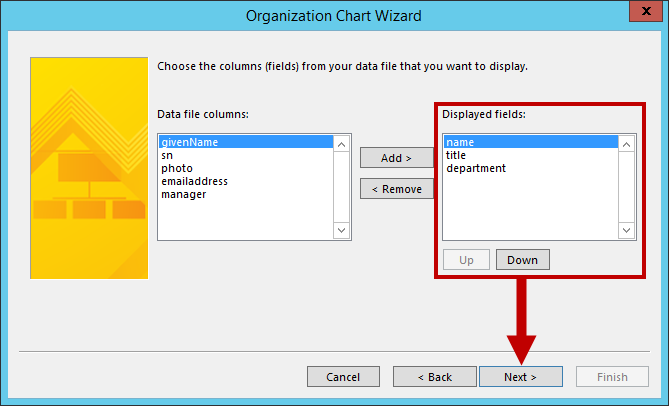 Organization Chart Wizard
x
Choose the columns (fields) from your data file that you want to display.
Data file columns:
givenName
sn
photo
emailaddress
manager
Add >
< Remove
Displayed fields:
name
title
department
Up
Down
Cancel
< Back
Next >
Finish